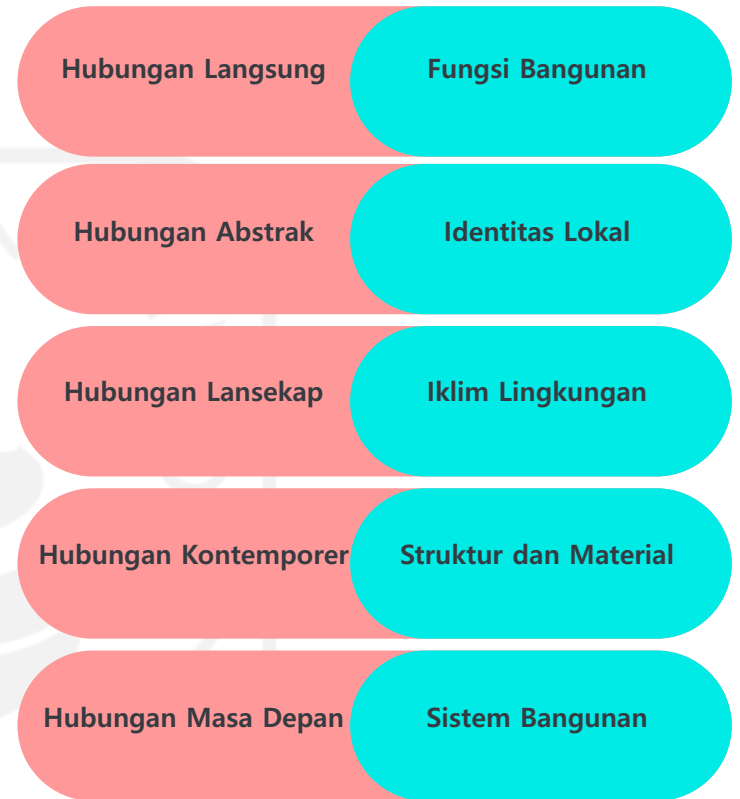 Hubungan Langsung
Fungsi Bangunan
Hubungan Abstrak
Identitas Lokal
Hubungan Lansekap
Iklim Lingkungan
Hubungan Kontemporer
Struktur dan Material
Hubungan Masa Depan
Sistem Bangunan